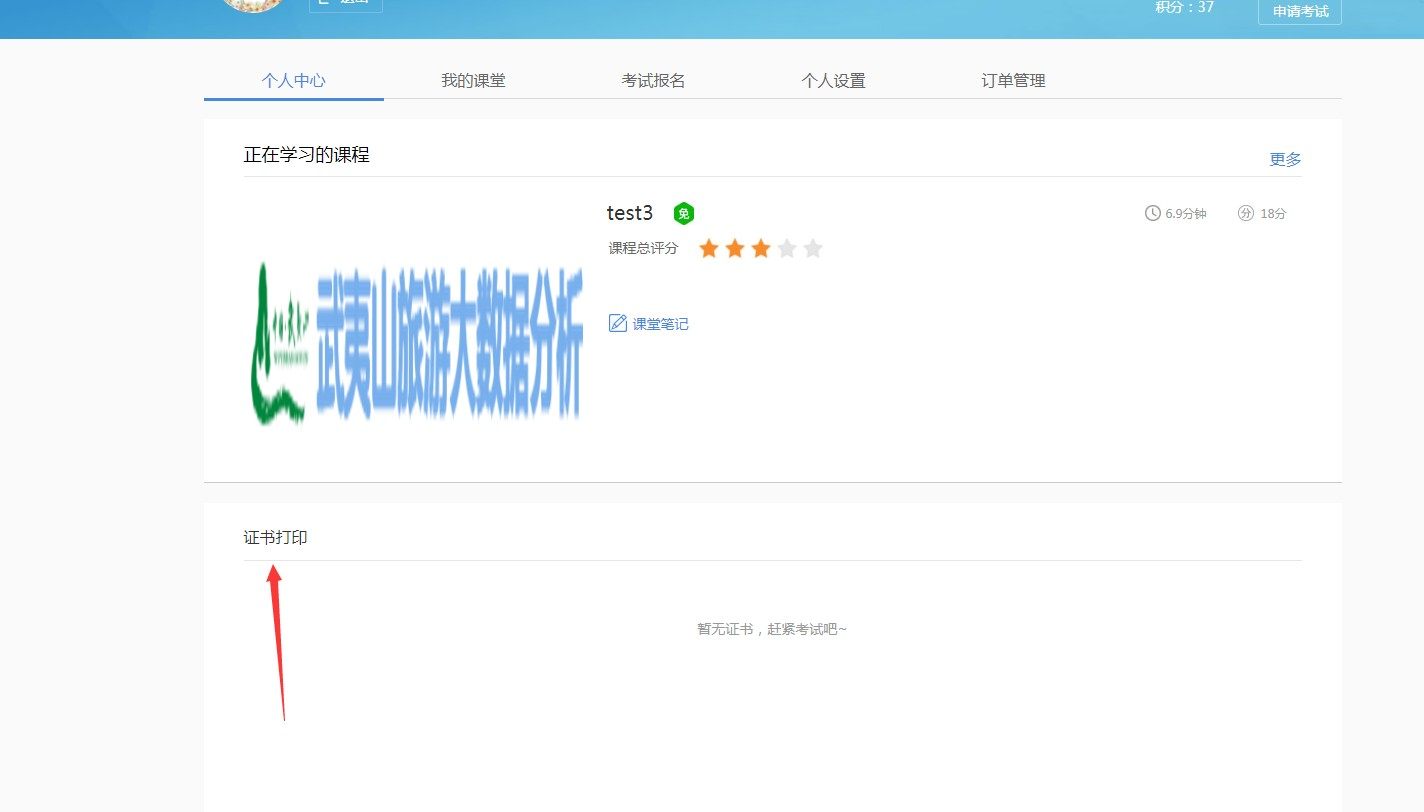 退出
积分：37
申请考试
个人中心
我的课堂
考试报名
个人设置
订单管理
正在学习的课程
更多
test3
免
6.9分钟
分
18分
课程总评分
武夷山旅游大数据分析
课堂笔记
证书打印
暂无证书，赶紧考试吧~